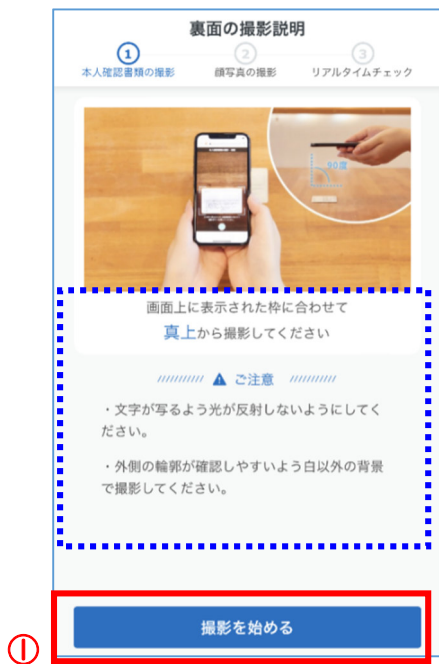 裏面の撮影説明
1 2 3
本人確認書類の撮影 顔写真の撮影 リアルタイムチェック
90度
画面上に表示された枠に合わせて
真上から撮影してください
ご注意
・文字が写るよう光が反射しないようにしてく
ださい。
・外側の輪郭が確認しやすいよう白以外の背景
で撮影してください。
撮影を始める
①